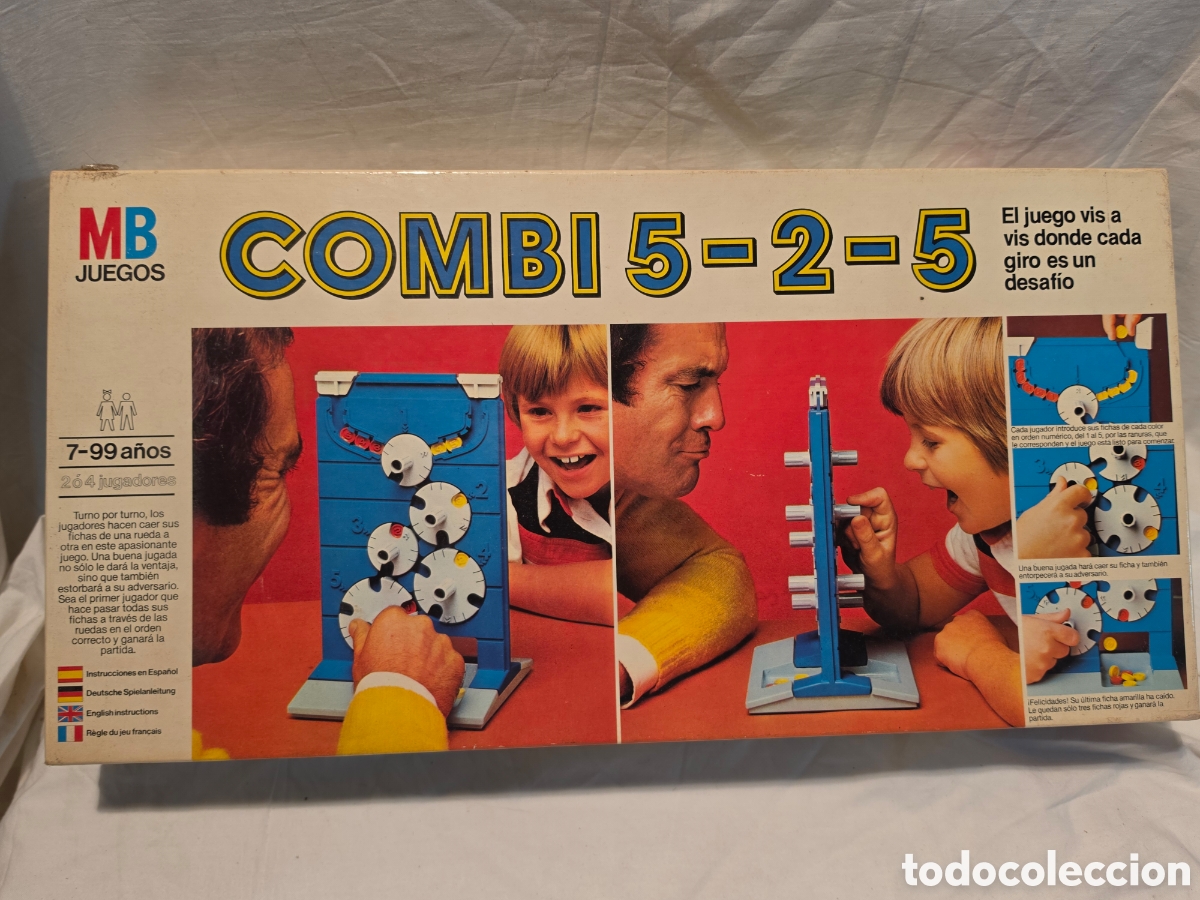 MB
JUEGOS
COMBI 5-2-5
El juego vis a
vis donde cada
giro es un
desafío
7-99 años
2 ó 4 jugadores
Turno por turno, los
jugadores hacen caer sus
fichas de una rueda a
otra en este apasionante
juego. Una buena jugada
no sólo le dará la ventaja,
sino que también
estorbará a su adversario.
Sea el primer jugador que
hace pasar todas sus
fichas a través de las
ruedas en el orden
correcto y ganará la
partida.
Instrucciones en Español
Deutsche Spielanleitung
English instructions
Règle du jeu français
2
4
5
Cada jugador introduce sus fichas de cada color
en orden numérico, del 1 al 5, por las ranuras, que
le corresponden y el juego está listo para comenzar.
3
Una buena jugada hará caer su ficha y también
entorpecerá a su adversario.
¡Felicidades! Su última ficha amarilla ha caído.
Le quedan sólo tres fichas rojas y ganará la
partida.
todocoleccion